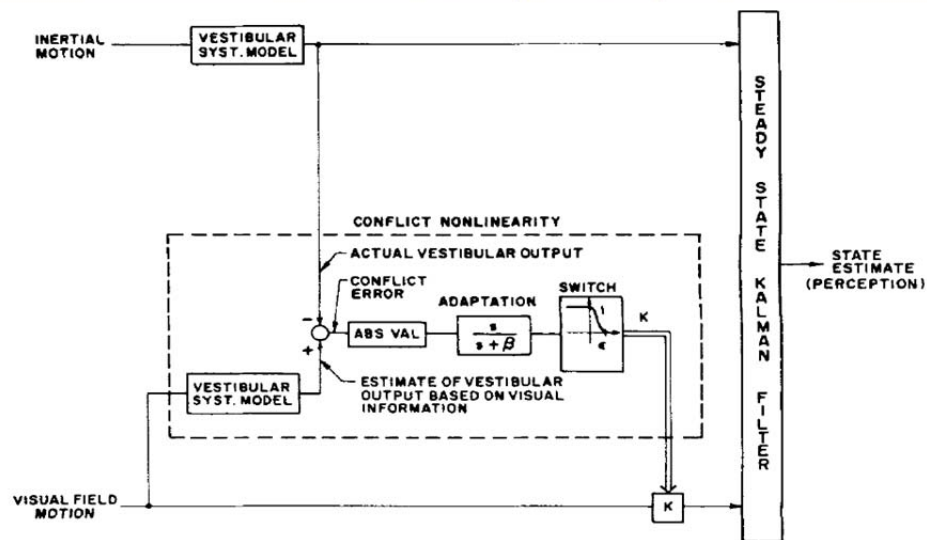 INERTIAL
MOTION
VESTIBULAR
SYST. MODEL
CONFLICT NONLINEARITY
ACTUAL VESTIBULAR OUTPUT
CONFLICT
ERROR
ADAPTATION
SWITCH
-
+
ABS VAL
s
s + β
1
ϵ
K
VESTIBULAR
SYST. MODEL
ESTIMATE OF VESTIBULAR
OUTPUT BASED ON VISUAL
INFORMATION
VISUAL FIELD
MOTION
K
STEADY STATE KALMAN FILTER
STATE
ESTIMATE
(PERCEPTION)